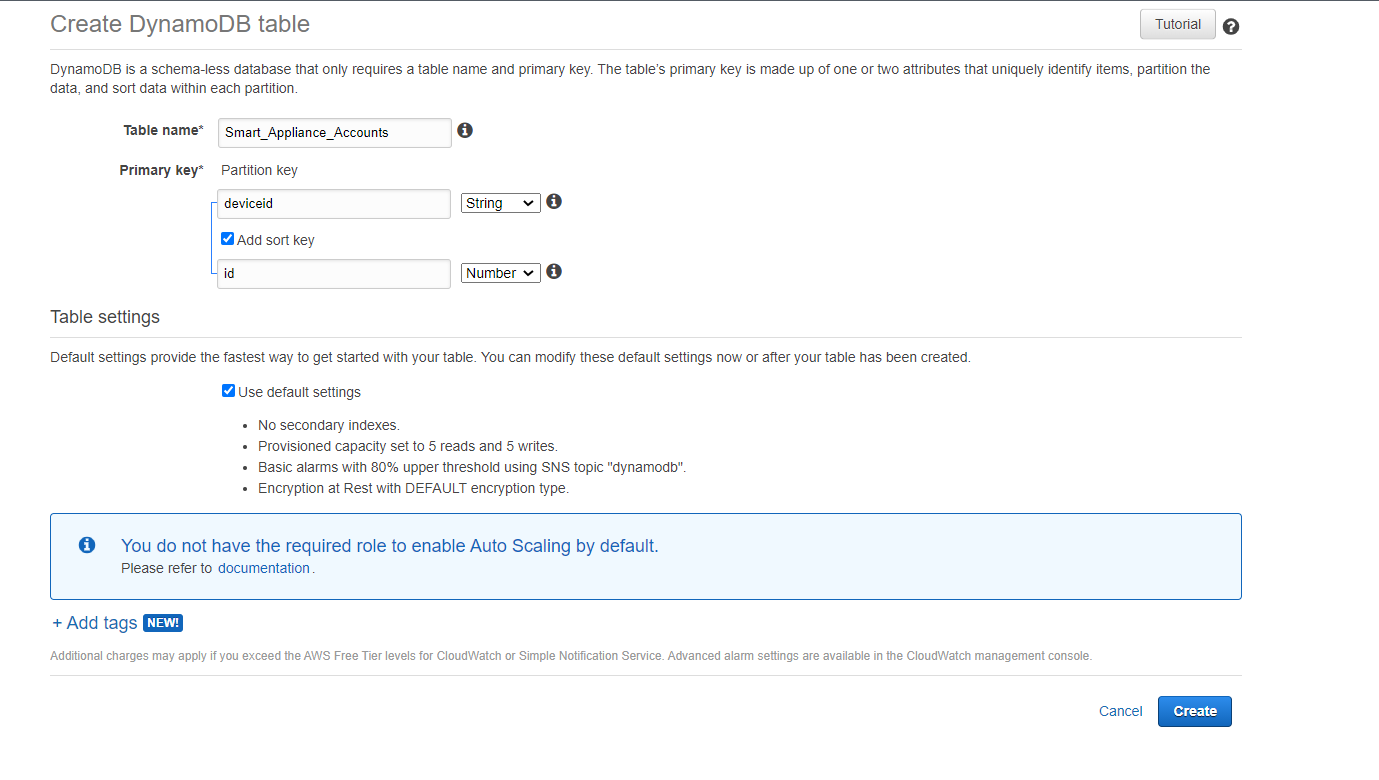 Create DynamoDB table
Tutorial
DynamoDB is a schema-less database that only requires a table name and primary key. The table's primary key is made up of one or two attributes that uniquely identify items, partition the
data, and sort data within each partition.
Table name* Smart_Appliance_Accounts
Primary key* Partition key
deviceid String
Add sort key
id Number
Table settings
Default settings provide the fastest way to get started with your table. You can modify these default settings now or after your table has been created.
Use default settings
• No secondary indexes.
• Provisioned capacity set to 5 reads and 5 writes.
• Basic alarms with 80% upper threshold using SNS topic "dynamodb".
• Encryption at Rest with DEFAULT encryption type.
You do not have the required role to enable Auto Scaling by default.
Please refer to documentation.
+ Add tags NEW!
Additional charges may apply if you exceed the AWS Free Tier levels for CloudWatch or Simple Notification Service. Advanced alarm settings are available in the CloudWatch management console.
Cancel Create